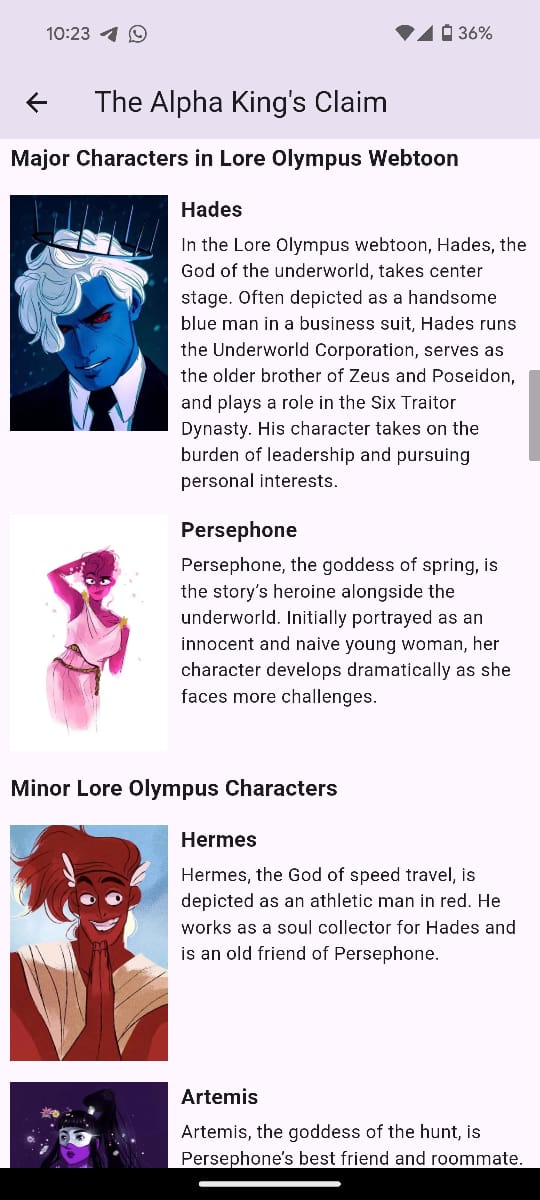 10:23
36%
The Alpha King's Claim
Major Characters in Lore Olympus Webtoon
Hades
In the Lore Olympus webtoon, Hades, the
God of the underworld, takes center
stage. Often depicted as a handsome
blue man in a business suit, Hades runs
the Underworld Corporation, serves as
the older brother of Zeus and Poseidon,
and plays a role in the Six Traitor
Dynasty. His character takes on the
burden of leadership and pursuing
personal interests.
Persephone
Persephone, the goddess of spring, is
the story’s heroine alongside the
underworld. Initially portrayed as an
innocent and naive young woman, her
character develops dramatically as she
faces more challenges.
Minor Lore Olympus Characters
Hermes
Hermes, the God of speed travel, is
depicted as an athletic man in red. He
works as a soul collector for Hades and
is an old friend of Persephone.
Artemis
Artemis, the goddess of the hunt, is
Persephone’s best friend and roommate.